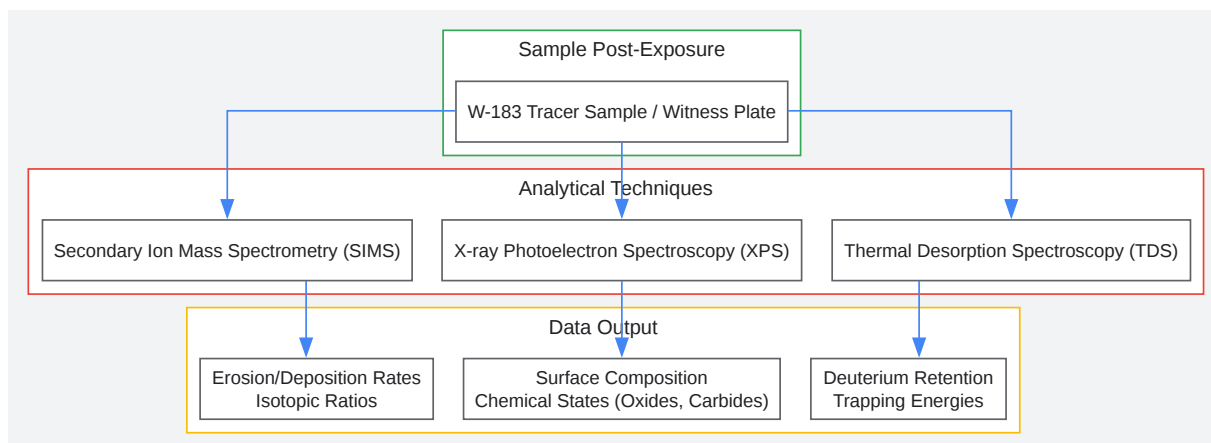 Sample Post-Exposure
W-183 Tracer Sample / Witness Plate
Analytical Techniques
Secondary Ion Mass Spectrometry (SIMS)
X-ray Photoelectron Spectroscopy (XPS)
Thermal Desorption Spectroscopy (TDS)
Data Output
Erosion/Deposition Rates
Isotopic Ratios
Surface Composition
Chemical States (Oxides, Carbides)
Deuterium Retention
Trapping Energies